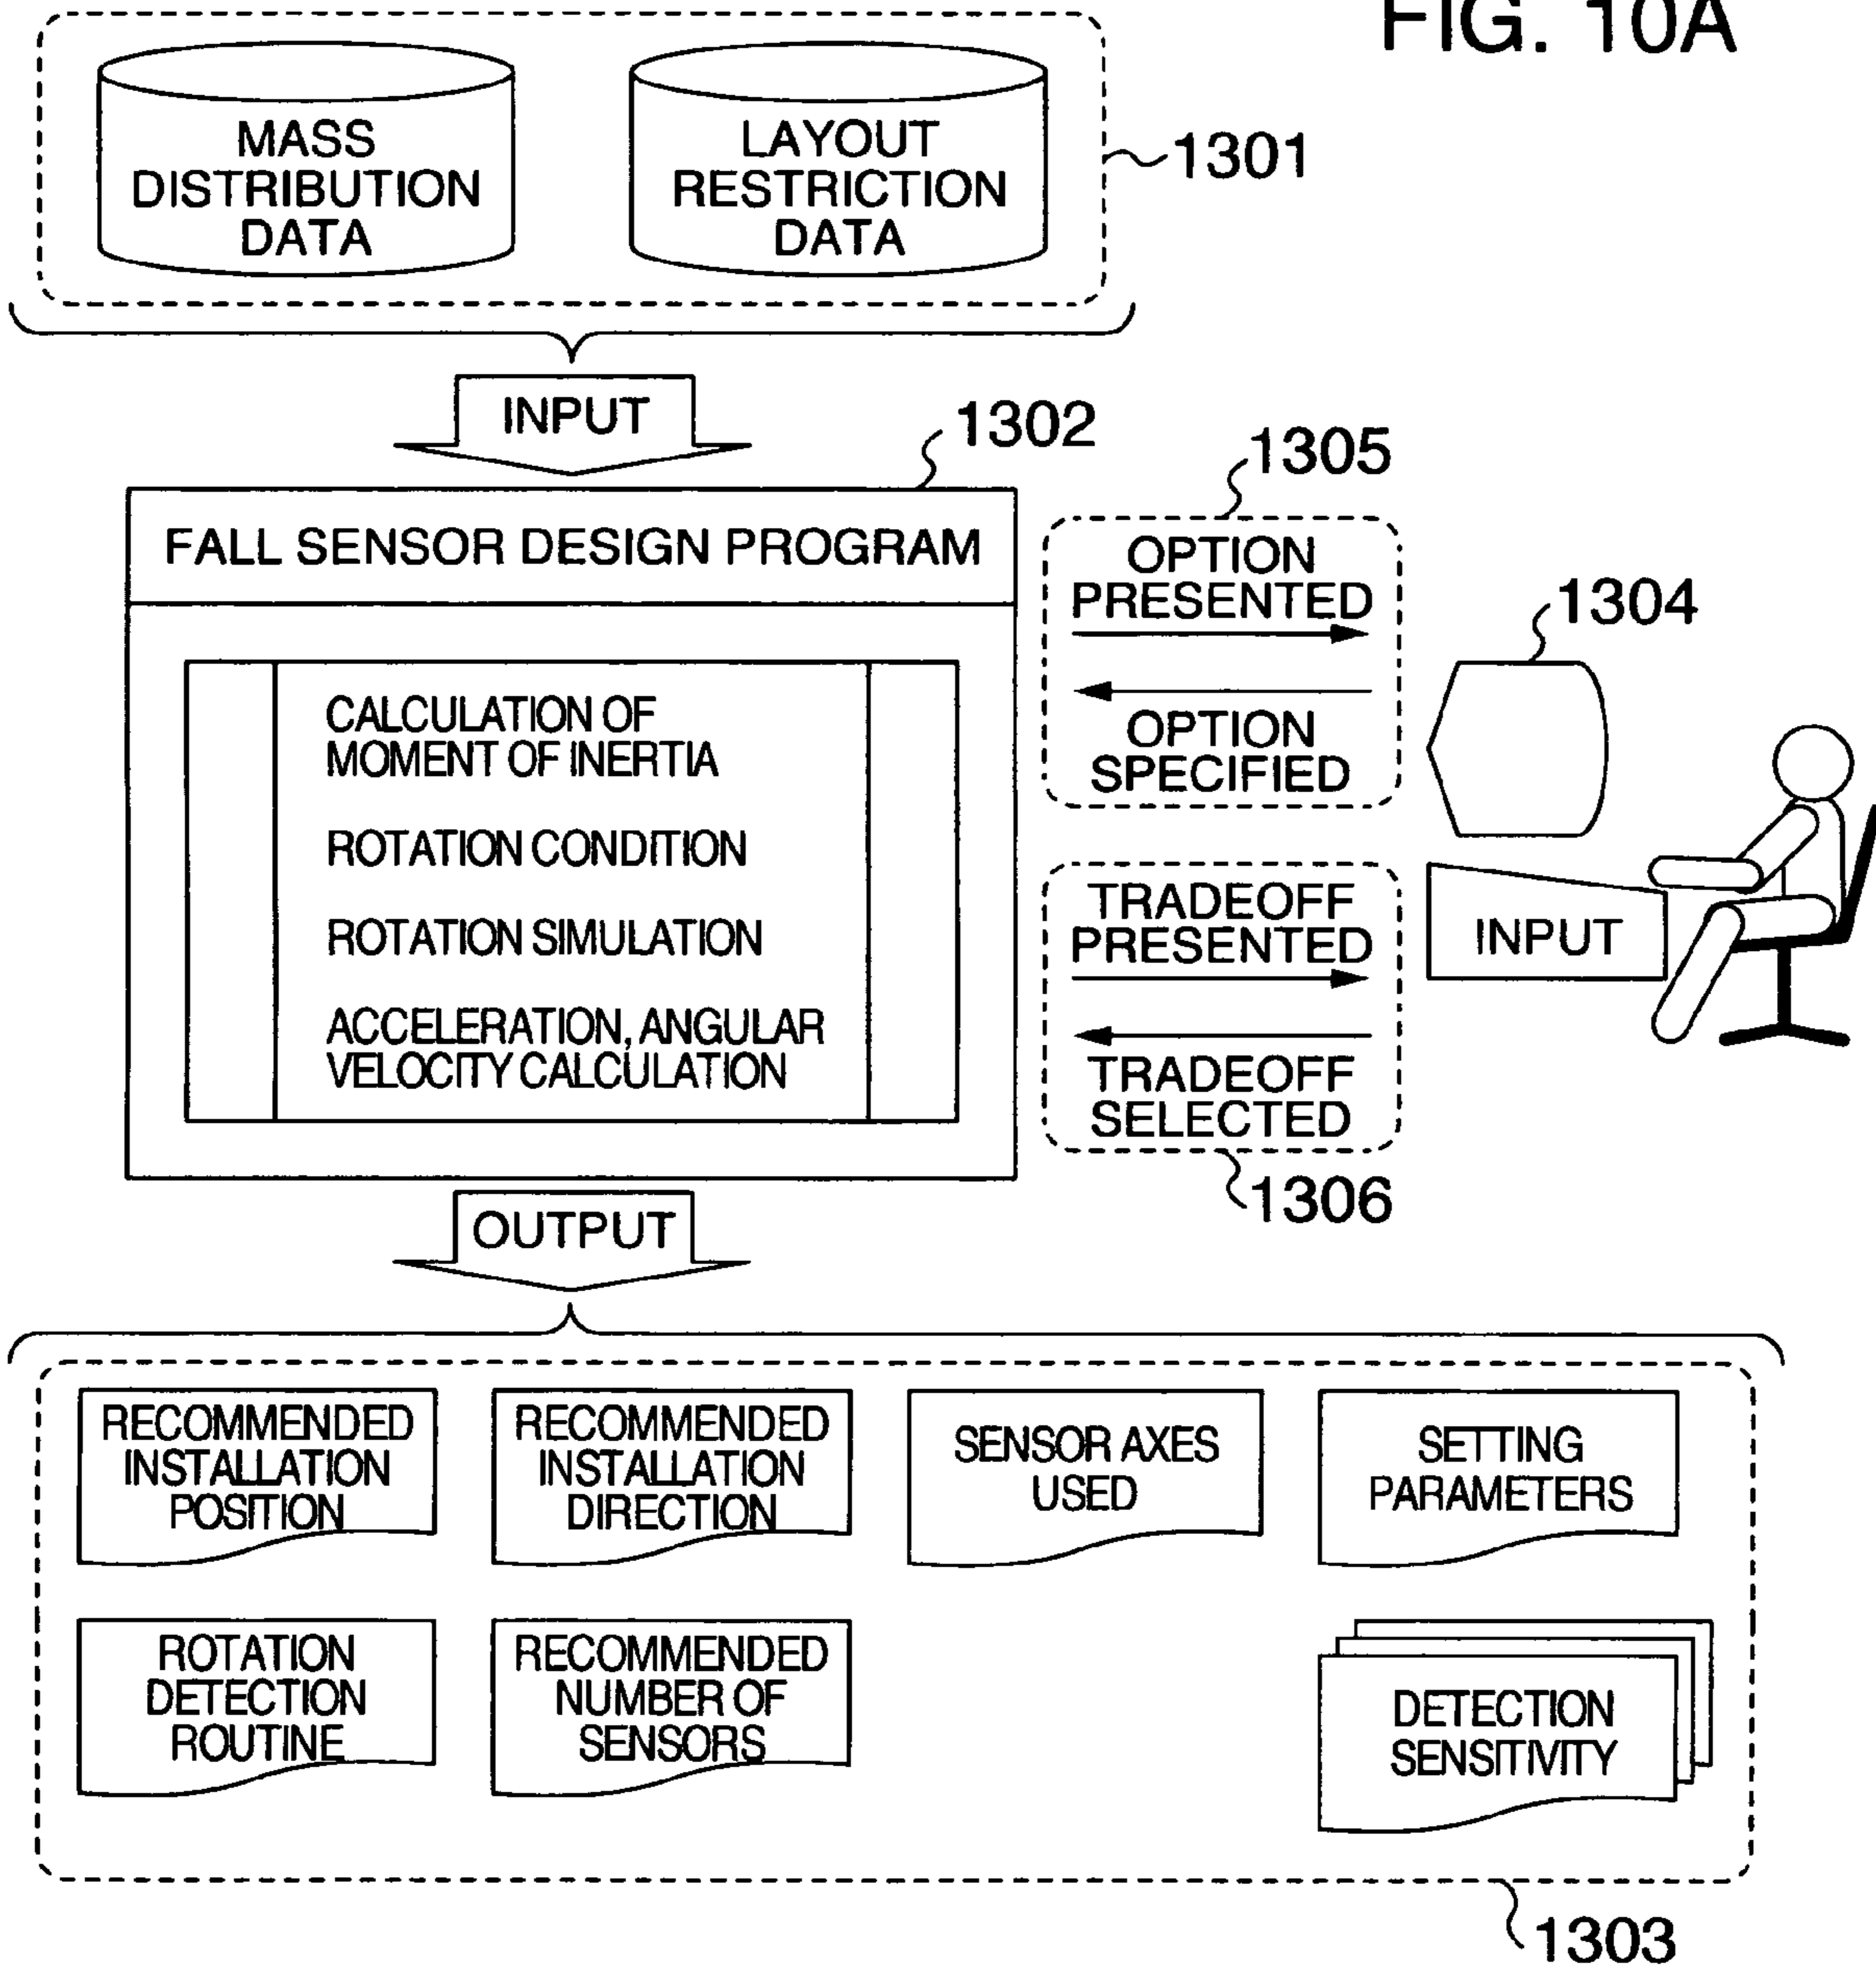 FIG. 10A
MASS
DISTRIBUTION
DATA
LAYOUT
RESTRICTION
DATA
1301
INPUT
1302
FALL SENSOR DESIGN PROGRAM
CALCULATION OF
MOMENT OF INERTIA
ROTATION CONDITION
ROTATION SIMULATION
ACCELERATION, ANGULAR
VELOCITY CALCULATION
1305
OPTION
PRESENTED
OPTION
SPECIFIED
1304
TRADEOFF
PRESENTED
TRADEOFF
SELECTED
1306
INPUT
OUTPUT
RECOMMENDED
INSTALLATION
POSITION
RECOMMENDED
INSTALLATION
DIRECTION
SENSOR AXES
USED
SETTING
PARAMETERS
ROTATION
DETECTION
ROUTINE
RECOMMENDED
NUMBER OF
SENSORS
DETECTION
SENSITIVITY
1303